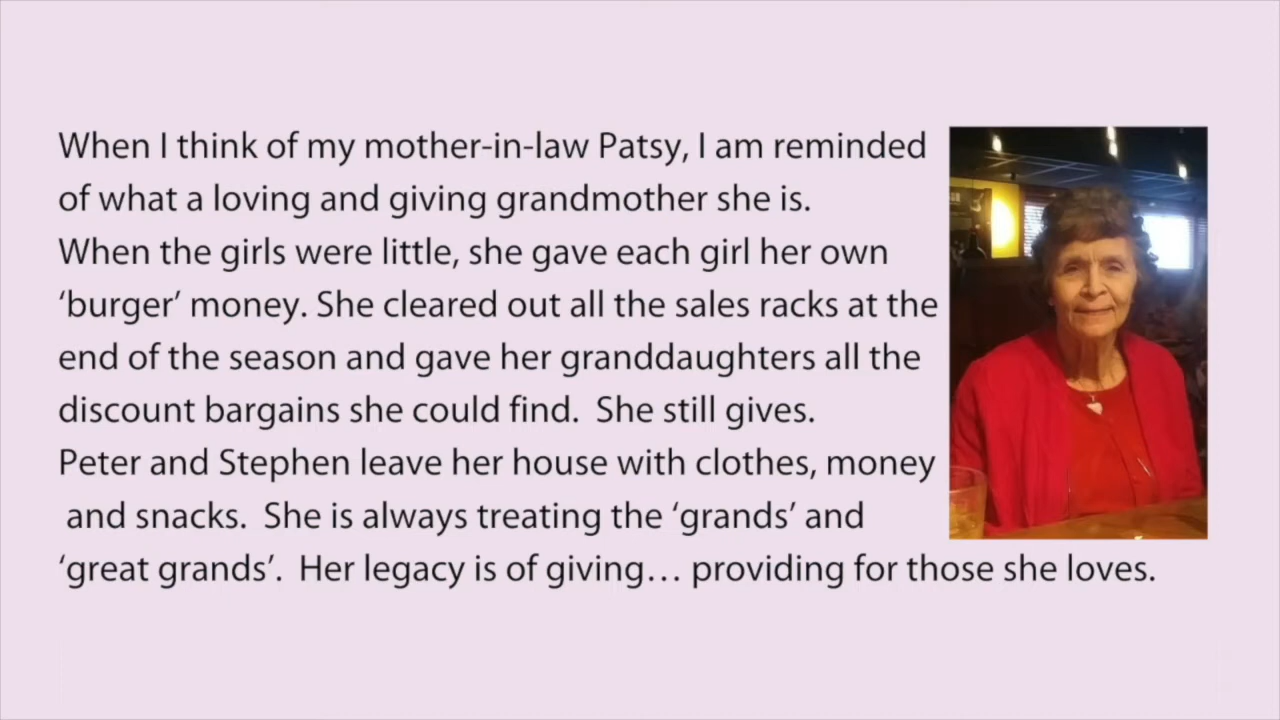 When I think of my mother-in-law Patsy, I am reminded
of what a loving and giving grandmother she is.
When the girls were little, she gave each girl her own
‘burger’ money. She cleared out all the sales racks at the
end of the season and gave her granddaughters all the
discount bargains she could find.  She still gives.
Peter and Stephen leave her house with clothes, money
and snacks.  She is always treating the ‘grands’ and
‘great grands’.  Her legacy is of giving… providing for those she loves.